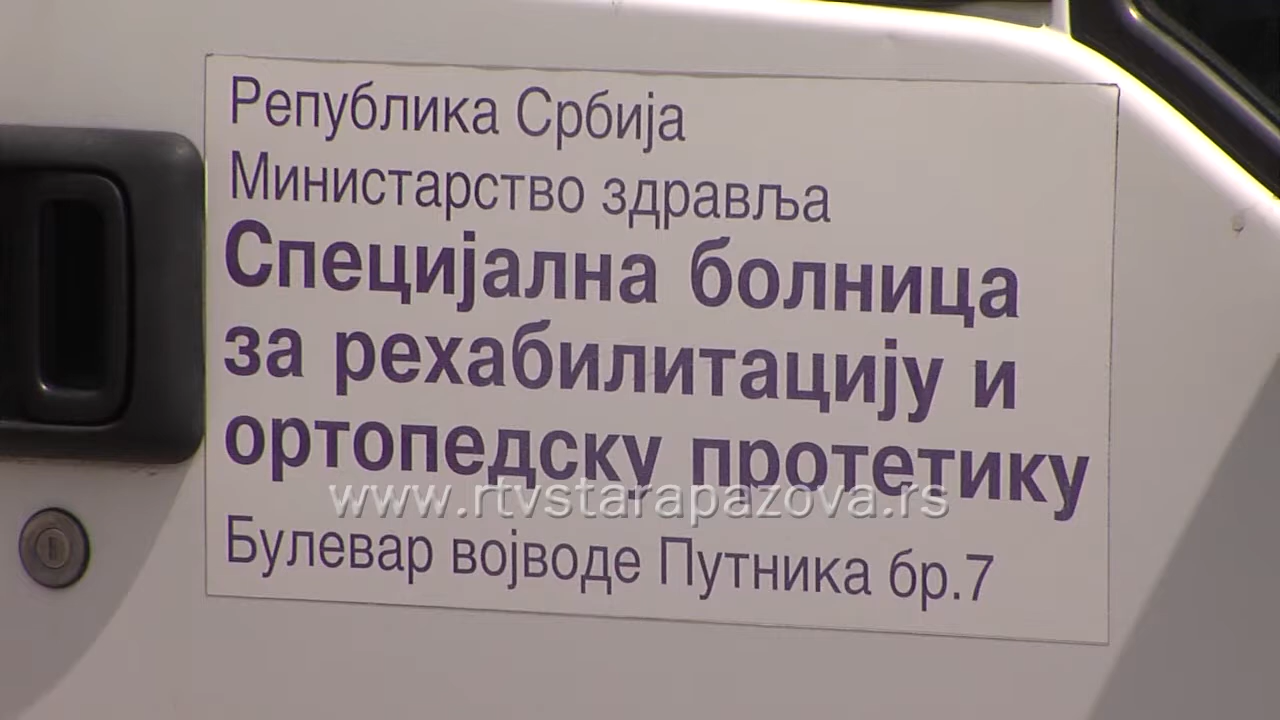 Република Србија
Министарство здравља
Специјална болница
за рехабилитацију и
ортопедску протетику
www.rtvstarapazova.rs
Булевар војводе Путника бр.7